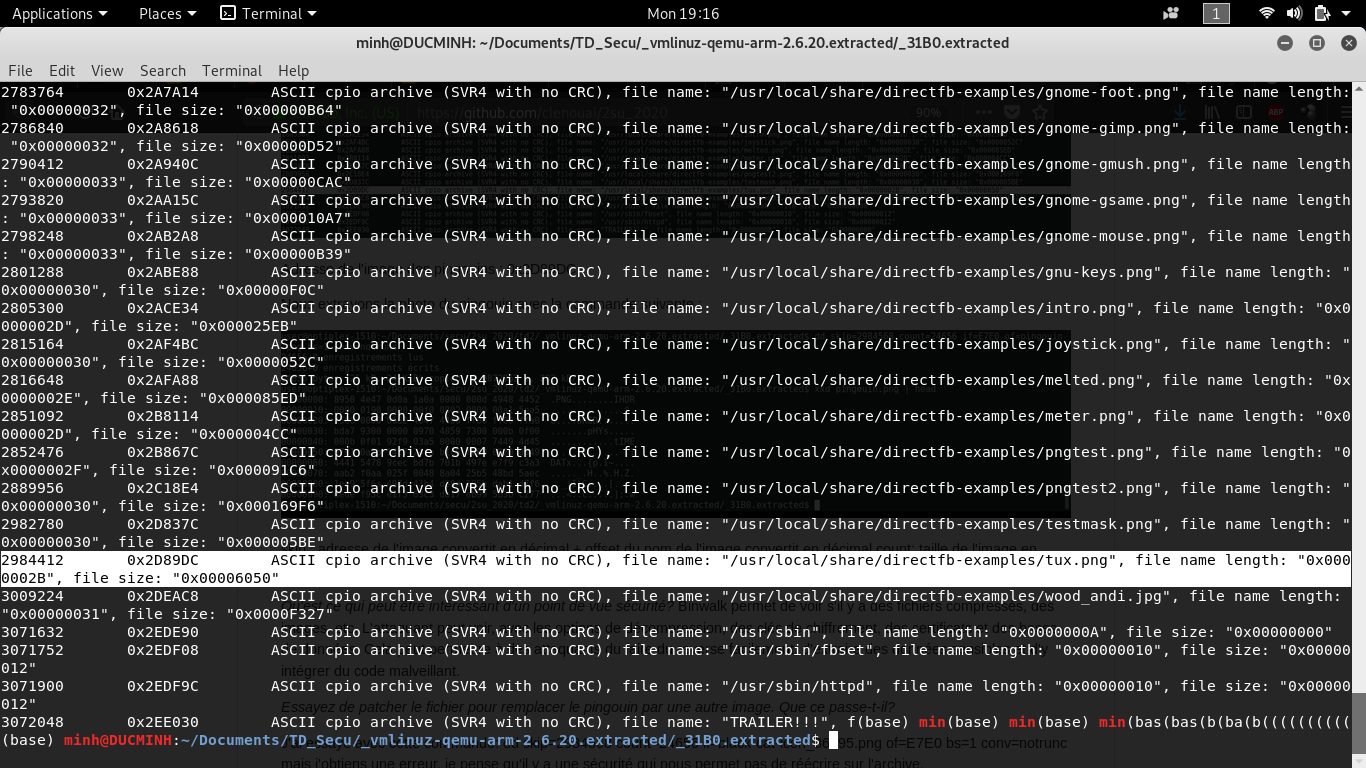 Applications Places Terminal Mon 19:16 1
minh@DUCMINH: ~/Documents/TD_Secu/_vmlinuz-qemu-arm-2.6.20.extracted/_31B0.extracted
File Edit View Search Terminal Help
2783764 0x2A7A14 ASCII cpio archive (SVR4 with no CRC), file name: "/usr/local/share/directfb-examples/gnome-foot.png", file name length:
"0x00000032", file size: "0x00000B64"
2786840 0x2A8618 ASCII cpio archive (SVR4 with no CRC), file name: "/usr/local/share/directfb-examples/gnome-gimp.png", file name length:
"0x00000032", file size: "0x00000D52"
2790412 0x2A940C ASCII cpio archive (SVR4 with no CRC), file name: "/usr/local/share/directfb-examples/gnome-gmush.png", file name length
: "0x00000033", file size: "0x00000CAC"
2793820 0x2AA15C ASCII cpio archive (SVR4 with no CRC), file name: "/usr/local/share/directfb-examples/gnome-gsame.png", file name length
: "0x00000033", file size: "0x000010A7"
2798248 0x2AB2A8 ASCII cpio archive (SVR4 with no CRC), file name: "/usr/local/share/directfb-examples/gnome-mouse.png", file name length
: "0x00000033", file size: "0x00000B39"
2801288 0x2ABE88 ASCII cpio archive (SVR4 with no CRC), file name: "/usr/local/share/directfb-examples/gnu-keys.png", file name length: "
0x00000030", file size: "0x00000F0C"
2805300 0x2ACE34 ASCII cpio archive (SVR4 with no CRC), file name: "/usr/local/share/directfb-examples/intro.png", file name length: "0x0
000002D", file size: "0x000025EB"
2815164 0x2AF4BC ASCII cpio archive (SVR4 with no CRC), file name: "/usr/local/share/directfb-examples/joystick.png", file name length: "
0x00000030", file size: "0x0000052C"
2816648 0x2AFA88 ASCII cpio archive (SVR4 with no CRC), file name: "/usr/local/share/directfb-examples/melted.png", file name length: "0x
0000002E", file size: "0x000085ED"
2851092 0x2B8114 ASCII cpio archive (SVR4 with no CRC), file name: "/usr/local/share/directfb-examples/meter.png", file name length: "0x0
000002D", file size: "0x000004CC"
2852476 0x2B867C ASCII cpio archive (SVR4 with no CRC), file name: "/usr/local/share/directfb-examples/pngtest.png", file name length: "0
x0000002F", file size: "0x000091C6"
2889956 0x2C18E4 ASCII cpio archive (SVR4 with no CRC), file name: "/usr/local/share/directfb-examples/pngtest2.png", file name length: "
0x00000030", file size: "0x000169F6"
2982780 0x2D837C ASCII cpio archive (SVR4 with no CRC), file name: "/usr/local/share/directfb-examples/testmask.png", file name length: "
0x00000030", file size: "0x000005BE"
2984412 0x2D89DC ASCII cpio archive (SVR4 with no CRC), file name: "/usr/local/share/directfb-examples/tux.png", file name length: "0x000
0002B", file size: "0x00006050"
3009224 0x2DEAC8 ASCII cpio archive (SVR4 with no CRC), file name: "/usr/local/share/directfb-examples/wood_andi.jpg", file name length:
"0x00000031", file size: "0x0000F327"
3071632 0x2EDE90 ASCII cpio archive (SVR4 with no CRC), file name: "/usr/sbin", file name length: "0x0000000A", file size: "0x00000000"
3071752 0x2EDF08 ASCII cpio archive (SVR4 with no CRC), file name: "/usr/sbin/fbset", file name length: "0x00000010", file size: "0x00000
012"
3071900 0x2EDF9C ASCII cpio archive (SVR4 with no CRC), file name: "/usr/sbin/httpd", file name length: "0x00000010", file size: "0x00000
012"
3072048 0x2EE030 ASCII cpio archive (SVR4 with no CRC), file name: "TRAILER!!!", f(base) min(base) min(base) min(bas(bas(b(ba(b((((((((((
(base) minh@DUCMINH:~/Documents/TD_Secu/_vmlinuz-qemu-arm-2.6.20.extracted/_31B0.extracted$